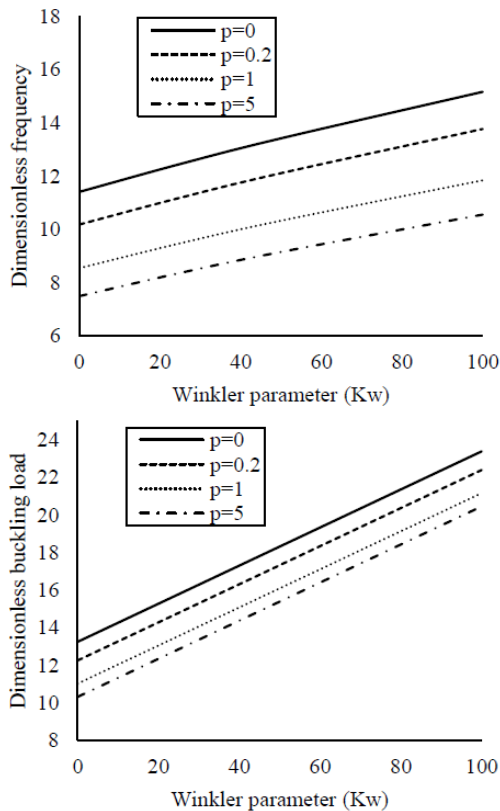 18
16
14
12
10
8
6
Dimensionless frequency
p=0
p=0.2
p=1
p=5
0 20 40 60 80 100
Winkler parameter (Kw)
24
22
20
18
16
14
12
10
8
Dimensionless buckling load
p=0
p=0.2
p=1
p=5
0 20 40 60 80 100
Winkler parameter (Kw)